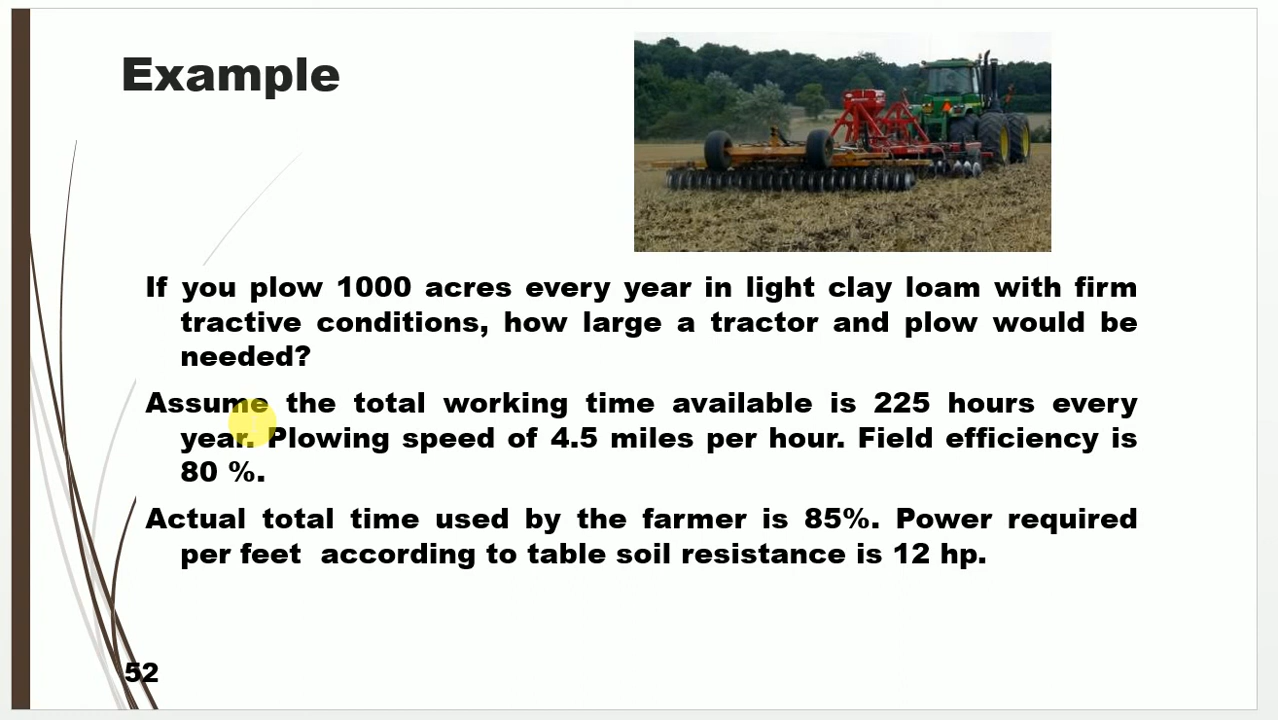 Example
If you plow 1000 acres every year in light clay loam with firm
tractive conditions, how large a tractor and plow would be
needed?
Assume the total working time available is 225 hours every
year. Plowing speed of 4.5 miles per hour. Field efficiency is
80 %.
Actual total time used by the farmer is 85%. Power required
per feet according to table soil resistance is 12 hp.
52